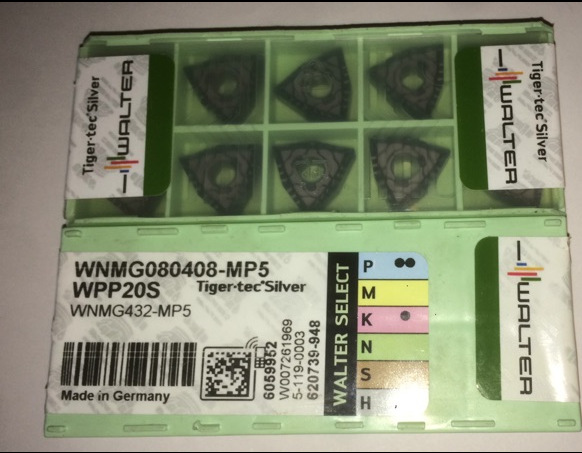 Tiger·tec®Silver
WALTER
Tiger·tec®Silver
WALTER
WNMG080408-MP5
WPP20S Tiger·tec®Silver
WNMG432-MP5
Made in Germany
6059952
W007261969
5-119-0003
620739-948
WALTER SELECT
P
M
K
N
S
H
WALTER